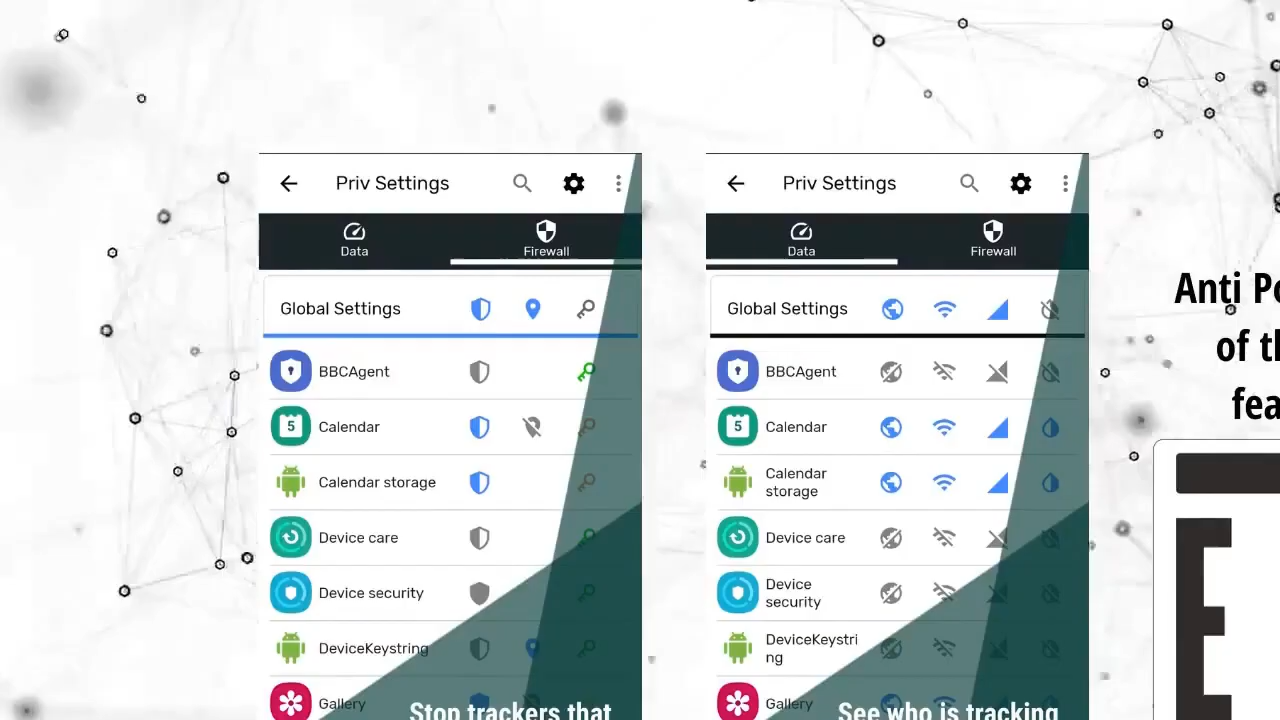 Priv Settings
Data
Firewall
Global Settings
BBCAgent
Calendar
Calendar storage
Device care
Device security
DeviceKeystring
Gallery
Stop trackers that
Priv Settings
Data
Firewall
Global Settings
BBCAgent
Calendar
Calendar
storage
Device care
Device
security
DeviceKeystri
ng
Gallery
See who is tracking
Anti
of
E